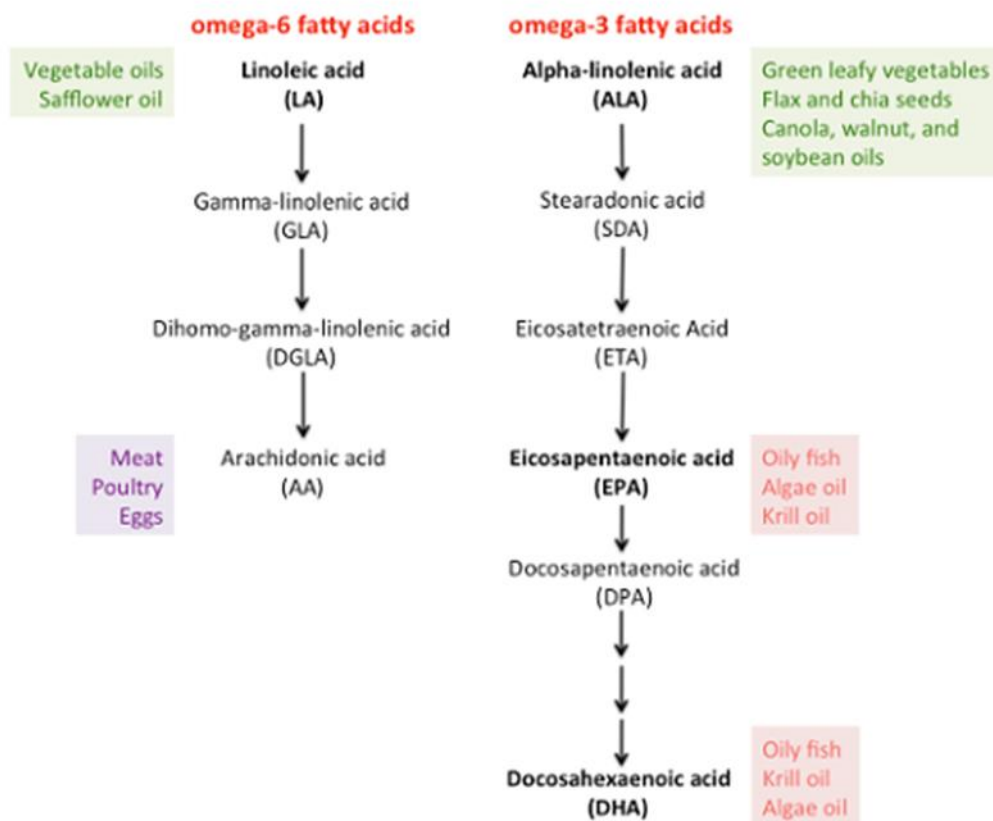 omega-6 fatty acids
omega-3 fatty acids
Vegetable oils
Safflower oil
Linoleic acid
(LA)
Alpha-linolenic acid
(ALA)
Green leafy vegetables
Flax and chia seeds
Canola, walnut, and
soybean oils
Gamma-linolenic acid
(GLA)
Stearadonic acid
(SDA)
Dihomo-gamma-linolenic acid
(DGLA)
Eicosatetraenoic Acid
(ETA)
Meat
Poultry
Eggs
Arachidonic acid
(AA)
Eicosapentaenoic acid
(EPA)
Oily fish
Algae oil
Krill oil
Docosapentaenoic acid
(DPA)
Docosahexaenoic acid
(DHA)
Oily fish
Krill oil
Algae oil